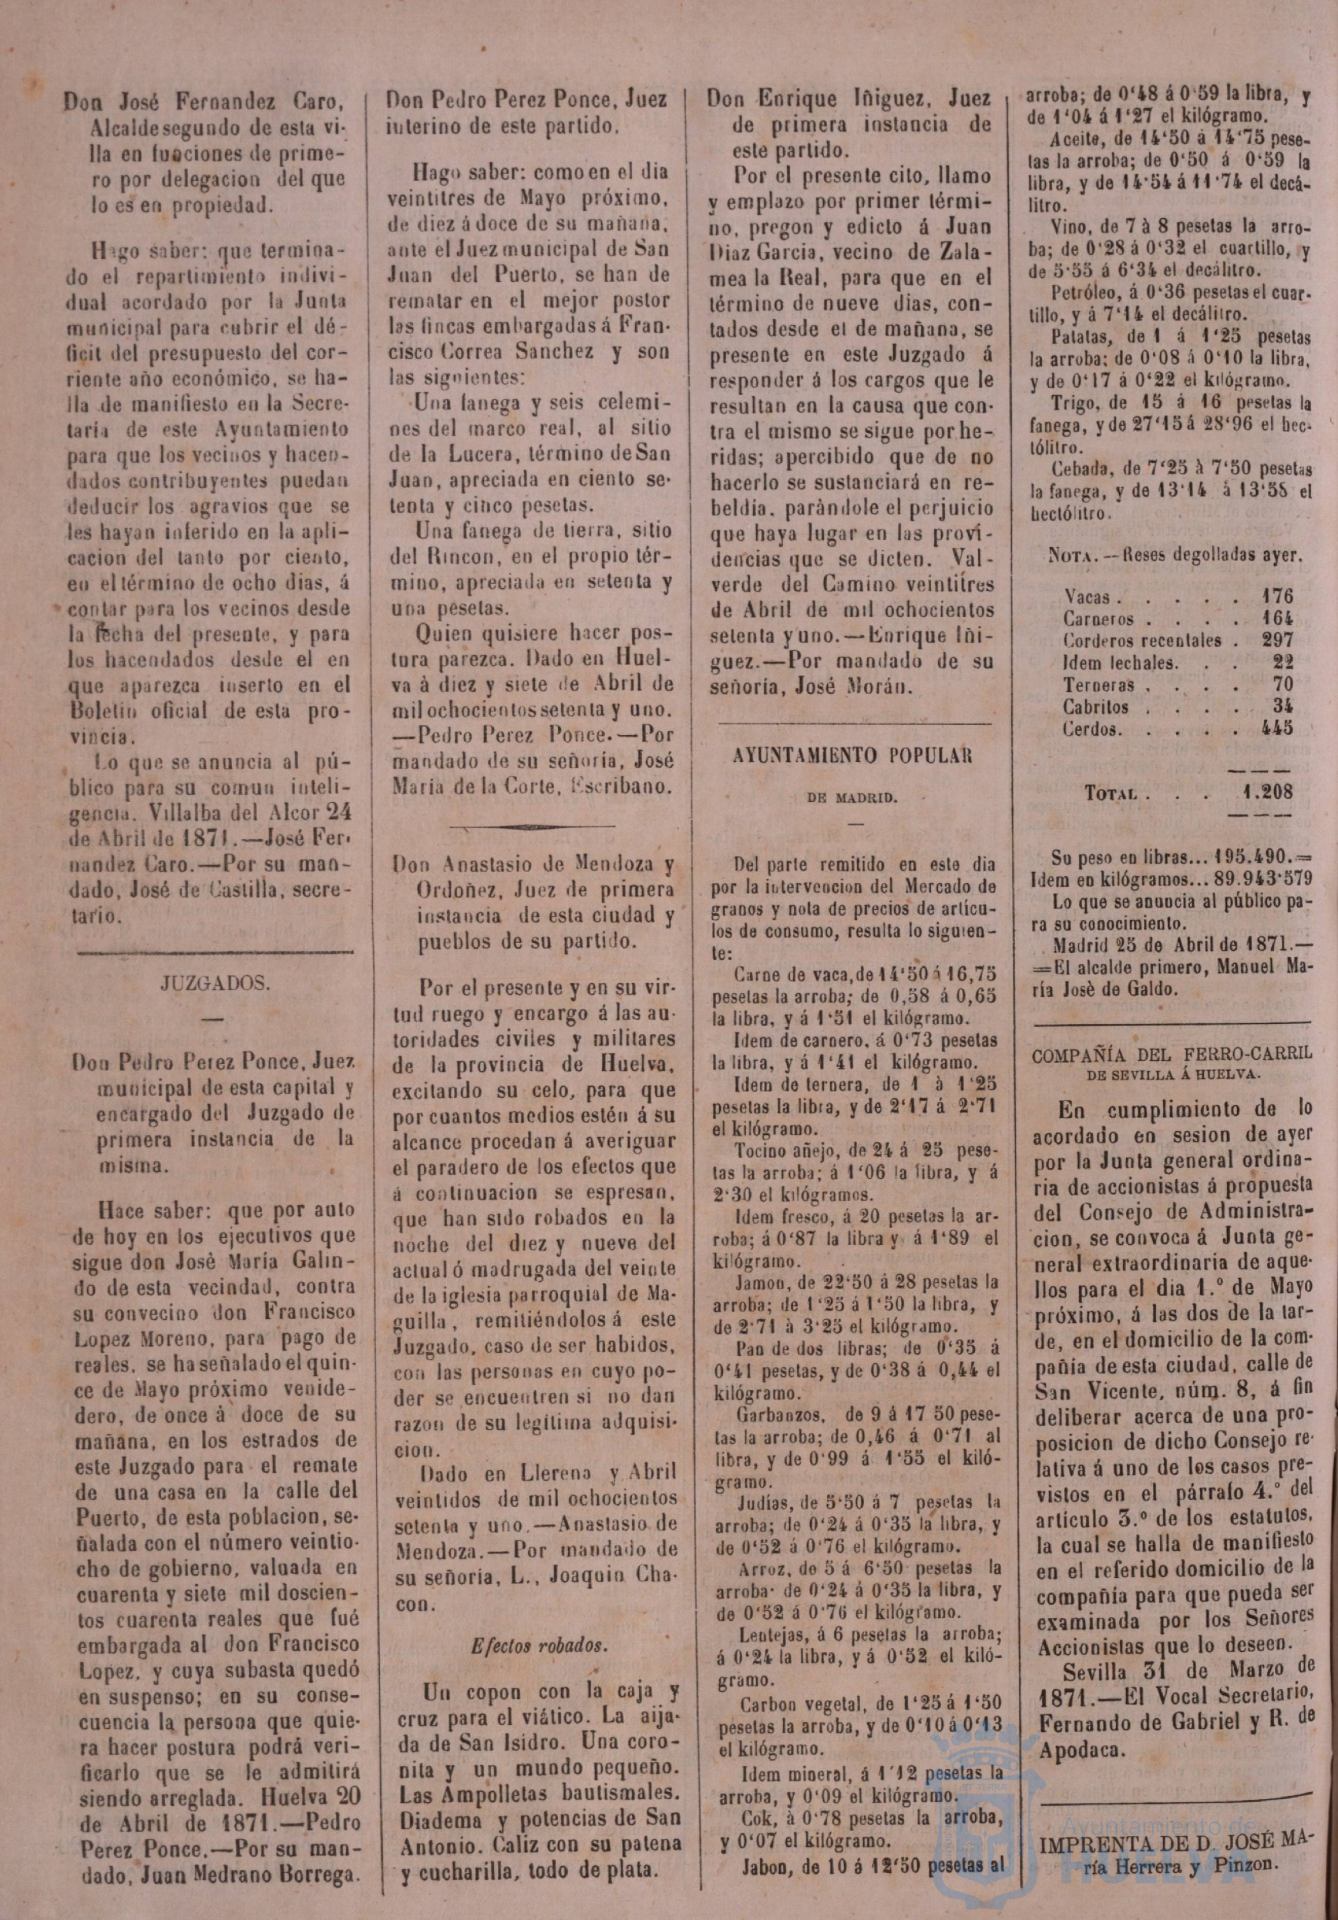 Don José Fernandez Caro,
Alcalde segundo de esta vi-
lla en funciones de prime-
ro por delegacion del que
lo es en propiedad.
Hago saber: que termina-
do el repartimiento indivi-
dual acordado por la Junta
municipal para cubrir el dé-
ficit del presupuesto del cor-
riente año económico, se ha-
lla de manifiesto en la Secre-
taría de este Ayuntamiento
para que los vecinos y hacen-
dados contribuyentes puedan
deducir los agravios que se
les hayan inferido en la apli-
cacion del tanto por ciento,
en el término de ocho dias, á
contar para los vecinos desde
la fecha del presente, y para
los hacendados desde el en
que aparezca inserto en el
Boletin oficial de esta pro-
vincia.
Lo que se anuncia al pú-
blico para su comun inteli-
gencia. Villalba del Alcor 24
de Abril de 1871.—José Fer-
nandez Caro.—Por su man-
dado, José de Castilla, secre-
tario.
JUZGADOS.
Don Pedro Perez Ponce, Juez
municipal de esta capital y
encargado del Juzgado de
primera instancia de la
misma.
Hace saber: que por auto
de hoy en los ejecutivos que
sigue don Josè María Galin-
do de esta vecindad, contra
su convecino don Francisco
Lopez Moreno, para pago de
reales, se ha señalado el quin-
ce de Mayo próximo venide-
dero, de once à doce de su
mañana, en los estrados de
este Juzgado para el remate
de una casa en la calle del
Puerto, de esta poblacion, se-
ñalada con el número veintio-
cho de gobierno, valuada en
cuarenta y siete mil doscien-
tos cuarenta reales que fué
embargada al don Francisco
Lopez, y cuya subasta quedó
en suspenso; en su conse-
cuencia la persona que quie-
ra hacer postura podrá veri-
ficarlo que se le admitirá
siendo arreglada. Huelva 20
de Abril de 1871.—Pedro
Perez Ponce.—Por su man-
dado, Juan Medrano Borrega.
Don Pedro Perez Ponce, Juez
interino de este partido.
Hago saber: como en el dia
veintitres de Mayo próximo,
de diez á doce de su mañana,
ante el Juez municipal de San
Juan del Puerto, se han de
rematar en el mejor postor
las fincas embargadas á Fran-
cisco Correa Sanchez y son
las siguientes:
Una fanega y seis celemi-
nes del marco real, al sitio
de la Lucera, término de San
Juan, apreciada en ciento se-
tenta y cinco pesetas.
Una fanega de tierra, sitio
del Rincon, en el propio tér-
mino, apreciada en setenta y
una pesetas.
Quien quisiere hacer pos-
tura parezca. Dado en Huel-
va à diez y siete de Abril de
mil ochocientos setenta y uno.
—Pedro Perez Ponce.—Por
mandado de su señoría, José
María de la Corte, Escribano.
Don Anastasio de Mendoza y
Ordoñez, Juez de primera
instancia de esta ciudad y
pueblos de su partido.
Por el presente y en su vir-
tud ruego y encargo á las au-
toridades civiles y militares
de la provincia de Huelva,
excitando su celo, para que
por cuantos medios estén á su
alcance procedan á averiguar
el paradero de los efectos que
á continuacion se espresan,
que han sido robados en la
noche del diez y nueve del
actual ó madrugada del veinte
de la iglesia parroquial de Ma-
guilla, remitiéndolos á este
Juzgado, caso de ser habidos,
con las personas en cuyo po-
der se encuentren si no dan
razon de su legítima adquisi-
cion.
Dado en Llerena y Abril
veintidos de mil ochocientos
setenta y uno.—Anastasio de
Mendoza.—Por mandado de
su señoria, L., Joaquin Cha-
con.
Efectos robados.
Un copon con la caja y
cruz para el viático. La aija-
da de San Isidro. Una coro-
nita y un mundo pequeño.
Las Ampolletas bautismales.
Diadema y potencias de San
Antonio. Caliz con su patena
y cucharilla, todo de plata.
Don Enrique Iñiguez, Juez
de primera instancia de
este partido.
Por el presente cito, llamo
y emplazo por primer térmi-
no, pregon y edicto á Juan
Diaz Garcia, vecino de Zala-
mea la Real, para que en el
término de nueve dias, con-
tados desde el de mañana, se
presente en este Juzgado á
responder á los cargos que le
resultan en la causa que con-
tra el mismo se sigue por he-
ridas; apercibido que de no
hacerlo se sustanciará en re-
beldía, paràndole el perjuicio
que haya lugar en las provi-
dencias que se dicten. Val-
verde del Camino veintitres
de Abril de mil ochocientos
setenta y uno.—Enrique Iñi-
guez.—Por mandado de su
señoría, José Morán.
AYUNTAMIENTO POPULAR
DE MADRID.
Del parte remitido en este dia
por la intervencion del Mercado de
granos y nota de precios de artícu-
los de consumo, resulta lo siguien-
te:
Carne de vaca, de 14'50 á 16,75
pesetas la arroba; de 0,58 á 0,65
la libra, y á 1'51 el kilógramo.
Idem de carnero, á 0'73 pesetas
la libra, y á 1'41 el kilógramo.
Idem de ternera, de 1 à 1'25
pesetas la libra, y de 2'17 á 2'71
el kilógramo.
Tocino añejo, de 24 á 25 pese-
tas la arroba; á 1'06 la libra, y á
2'30 el kilógramos.
Idem fresco, á 20 pesetas la ar-
roba; á 0'87 la libra y á 1'89 el
kilógramo.
Jamon, de 22'50 á 28 pesetas la
arroba; de 1'25 á 1'50 la libra, y
de 2'71 à 3'25 el kilógramo.
Pan de dos libras; de 0'35 á
0'41 pesetas, y de 0'38 á 0,44 el
kilógramo.
Garbanzos, de 9 á 17 50 pese-
tas la arroba; de 0,46 á 0'71 al
libra, y de 0'99 á 1'55 el kiló-
gramo.
Judías, de 5'50 á 7 pesetas la
arroba; de 0'24 á 0'35 la libra, y
de 0'52 á 0'76 el kilógramo.
Arroz, de 5 á 6'50 pesetas la
arroba· de 0'24 á 0'35 la libra, y
de 0'52 á 0'76 el kilógramo.
Lentejas, á 6 pesetas la arroba;
á 0'24 la libra, y á 0'52 el kiló-
gramo.
Carbon vegetal, de 1'25 á 1'50
pesetas la arroba, y de 0'10 á 0'13
el kilógramo.
Idem mineral, á 1'12 pesetas la
arroba, y 0'09 el kilógramo.
Cok, à 0'78 pesetas la arroba,
y 0'07 el kilógramo.
Jabon, de 10 á 12'50 pesetas al
arroba; de 0'48 á 0'59 la libra, y
de 1'04 á 1'27 el kilógramo.
Aceite, de 14'50 à 14'75 pese-
tas la arroba; de 0'50 á 0'59 la
libra, y de 14'54 á 11'74 el decá-
litro.
Vino, de 7 à 8 pesetas la arro-
ba; de 0'28 á 0'32 el cuartillo, y
de 5'55 á 6'34 el decálitro.
Petróleo, á 0'36 pesetas el cuar-
tillo, y á 7'14 el decálitro.
Patatas, de 1 á 1'25 pesetas
la arroba; de 0'08 á 0'10 la libra,
y de 0'17 á 0'22 el kilógramo.
Trigo, de 15 á 16 pesetas la
fanega, y de 27'15 á 28'96 el hec-
tólitro.
Cebada, de 7'25 à 7'50 pesetas
la fanega, y de 13'14 à 13'58 el
hectólitro.
NOTA.—Reses degolladas ayer.
Vacas . . . . . 176
Carneros . . . . 164
Corderos recentales . 297
Idem lechales. . . 22
Terneras . . . . 70
Cabritos . . . . 34
Cerdos. . . . . 445
TOTAL . . . 1.208
Su peso en libras... 195.490.=
Idem en kilógramos... 89.943'579
Lo que se anuncia al público pa-
ra su conocimiento.
Madrid 25 de Abril de 1871.—
=El alcalde primero, Manuel Ma-
ría Josè de Galdo.
COMPAÑÍA DEL FERRO-CARRIL
DE SEVILLA Á HUELVA.
En cumplimiento de lo
acordado en sesion de ayer
por la Junta general ordina-
ria de accionistas á propuesta
del Consejo de Administra-
cion, se convoca á Junta ge-
neral extraordinaria de aque-
llos para el dia 1.º de Mayo
próximo, á las dos de la tar-
de, en el domicilio de la com-
pañia de esta ciudad, calle de
San Vicente, núm. 8, á fin
deliberar acerca de una pro-
posicion de dicho Consejo re-
lativa á uno de los casos pre-
vistos en el párrafo 4.º del
artículo 3.º de los estatutos,
la cual se halla de manifiesto
en el referido domicilio de la
compañía para que pueda ser
examinada por los Señores
Accionistas que lo deseen.
Sevilla 31 de Marzo de
1871.—El Vocal Secretario,
Fernando de Gabriel y R. de
Apodaca.
IMPRENTA DE D. JOSÉ MA-
ría Herrera y Pinzon.
Ayuntamiento de
HUELVA